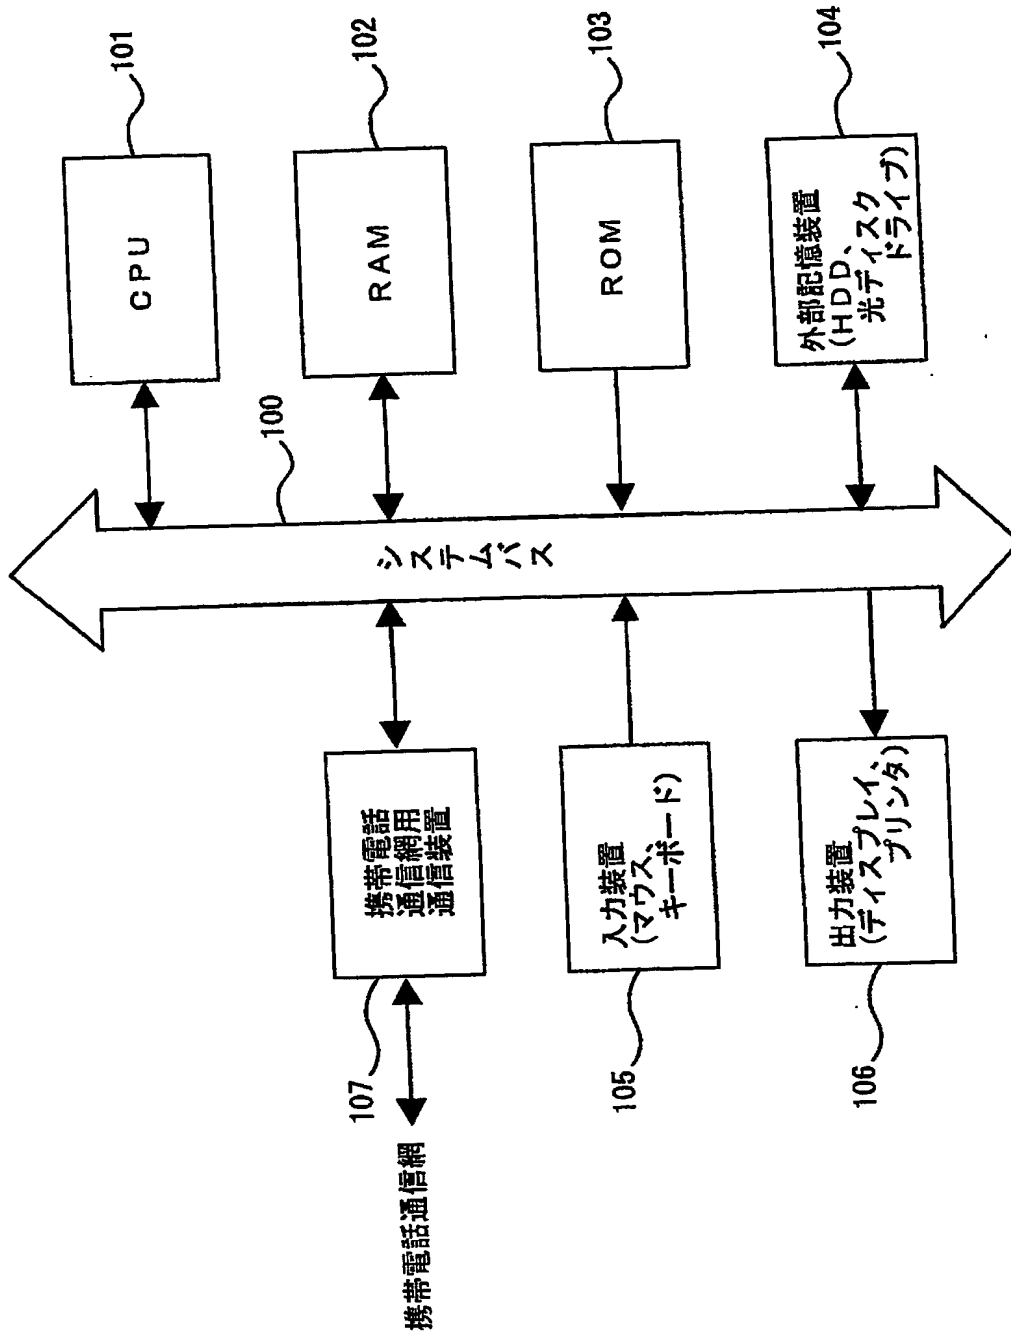 携帯電話通信網
107
携帯電話
通信網用
通信装置
105
入力装置
(マウス、
キーボード)
106
出力装置
(ディスプレイ、
プリンタ)
システムバス
100
CPU
101
RAM
102
ROM
103
外部記憶装置
(HDD、
光ディスク
ドライブ)
104